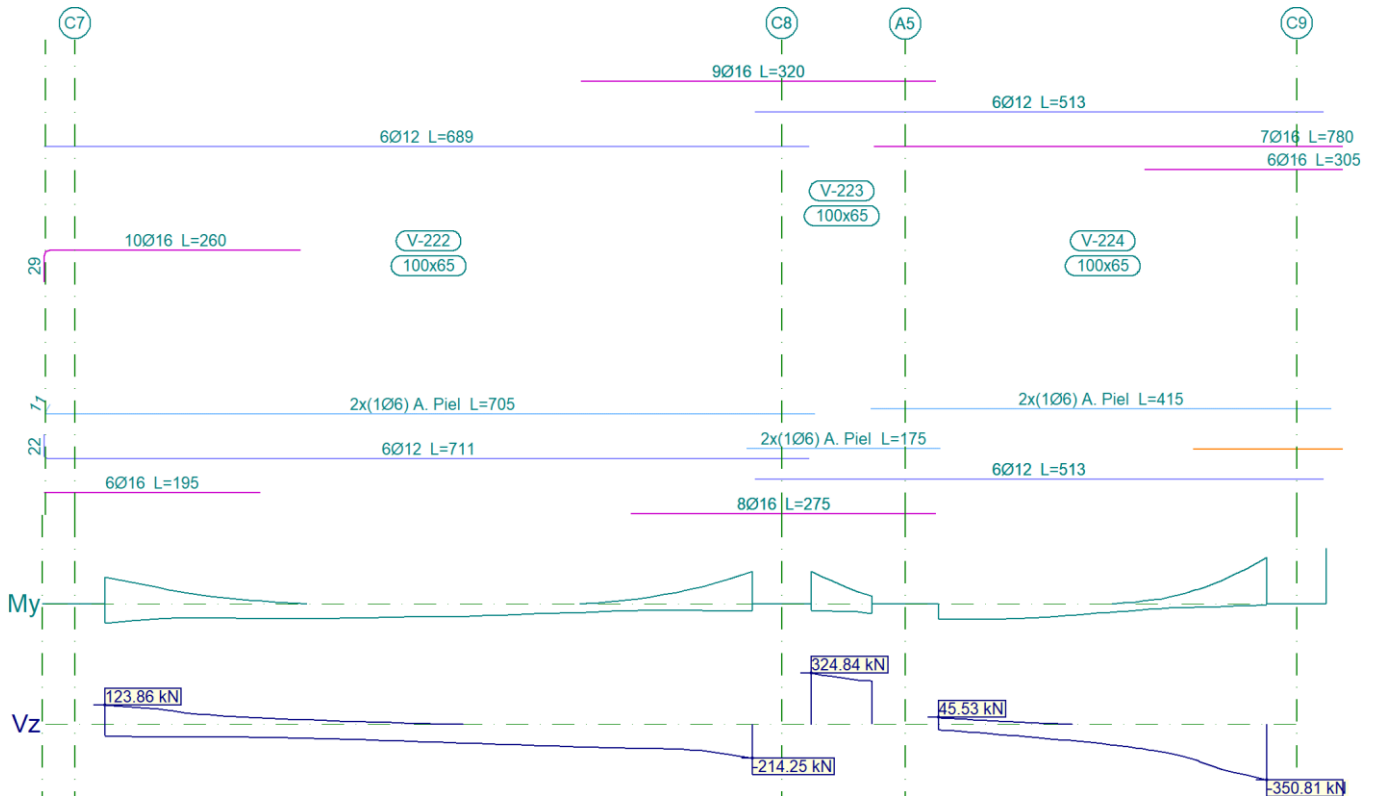 C7
C8
A5
C9
9Ø16 L=320
6Ø12 L=513
6Ø12 L=689
7Ø16 L=780
6Ø16 L=305
V-223
100x65
10Ø16 L=260
V-222
100x65
V-224
100x65
29
11
2x(1Ø6) A. Piel L=705
2x(1Ø6) A. Piel L=415
22
6Ø12 L=711
2x(1Ø6) A. Piel L=175
6Ø16 L=195
6Ø12 L=513
8Ø16 L=275
My
324.84 kN
123.86 kN
45.53 kN
Vz
-214.25 kN
-350.81 kN